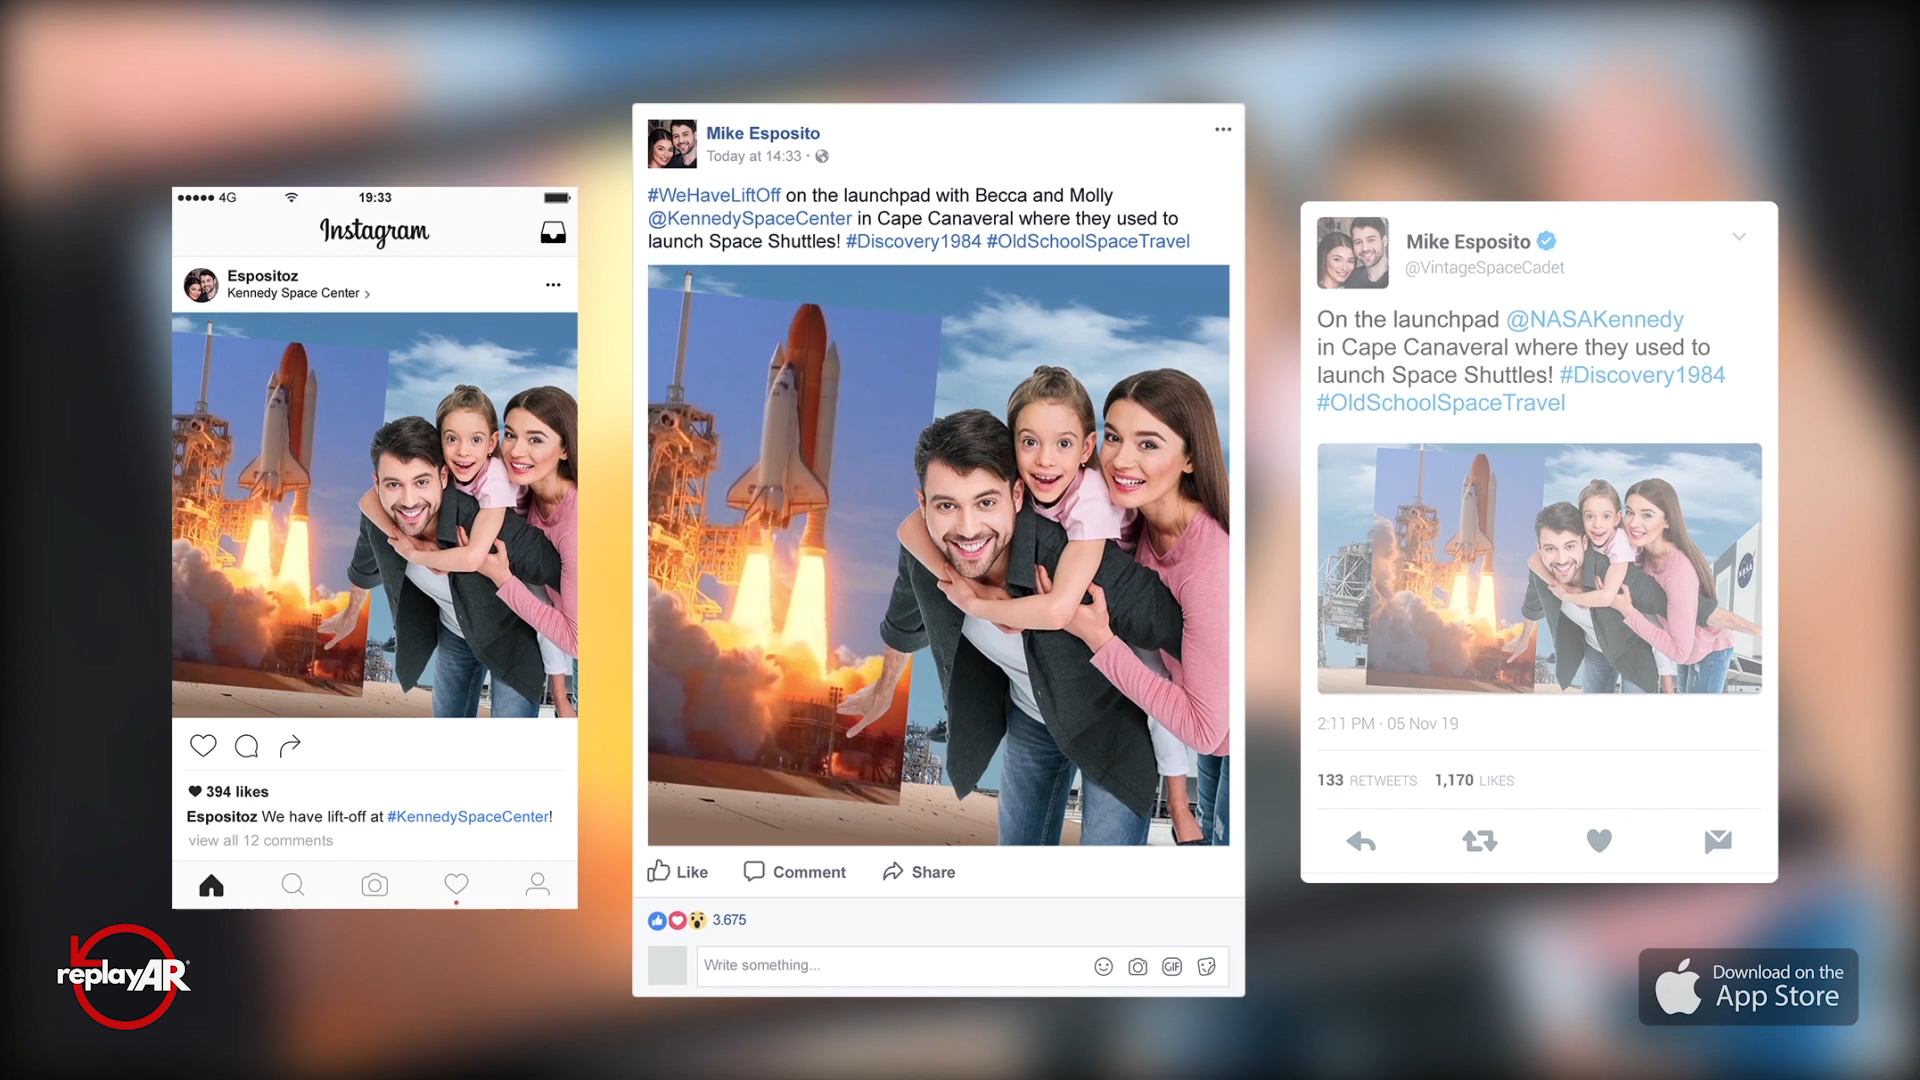 4G
19:33
Instagram
Espositoz
Kennedy Space Center
394 likes
Espositoz We have lift-off at #KennedySpaceCenter!
view all 12 comments
Mike Esposito
Today at 14:33 ·
#WeHaveLiftOff on the launchpad with Becca and Molly
@KennedySpaceCenter in Cape Canaveral where they used to
launch Space Shuttles! #Discovery1984 #OldSchoolSpaceTravel
Like Comment Share
3.675
Write something...
GIF
Mike Esposito
@VintageSpaceCadet
On the launchpad @NASAKennedy
in Cape Canaveral where they used to
launch Space Shuttles! #Discovery1984
#OldSchoolSpaceTravel
NASA
2:11 PM · 05 Nov 19
133 RETWEETS 1,170 LIKES
replayAR
Download on the
App Store